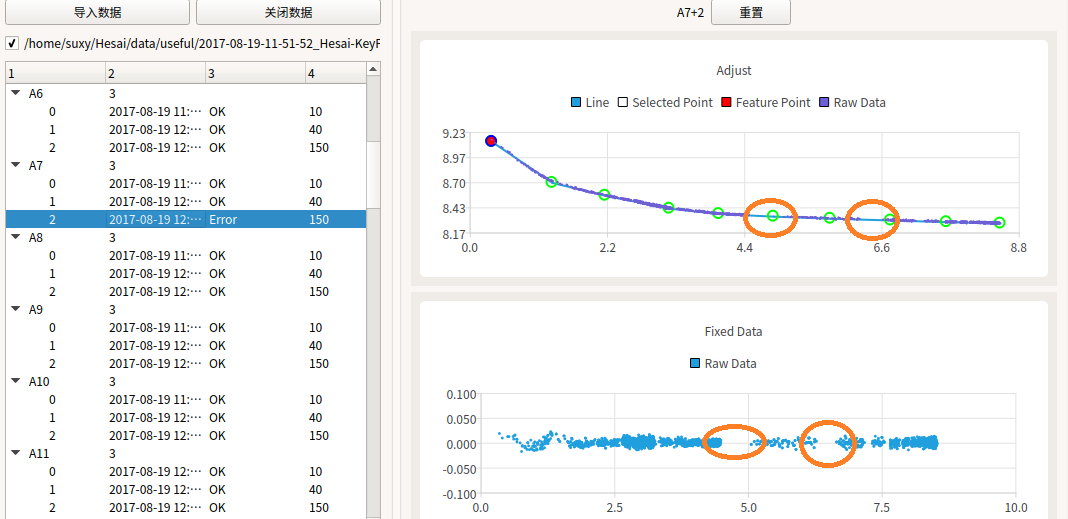 导入数据 关闭数据
/home/suxy/Hesai/data/useful/2017-08-19-11-51-52_Hesai-KeyF
1 2 3 4
A6 3
0 2017-08-19 11:··· OK 10
1 2017-08-19 12:··· OK 40
2 2017-08-19 12:··· OK 150
A7 3
0 2017-08-19 11:··· OK 10
1 2017-08-19 12:··· OK 40
2 2017-08-19 12:··· Error 150
A8 3
0 2017-08-19 11:··· OK 10
1 2017-08-19 12:··· OK 40
2 2017-08-19 12:··· OK 150
A9 3
0 2017-08-19 11:··· OK 10
1 2017-08-19 12:··· OK 40
2 2017-08-19 12:··· OK 150
A10 3
0 2017-08-19 11:··· OK 10
1 2017-08-19 12:··· OK 40
2 2017-08-19 12:··· OK 150
A11 3
0 2017-08-19 11:··· OK 10
1 2017-08-19 12:··· OK 40
2 2017-08-19 12:··· OK 150
A7+2 重置
Adjust
Line Selected Point Feature Point Raw Data
9.23
8.97
8.70
8.43
8.17
0.0 2.2 4.4 6.6 8.8
Fixed Data
Raw Data
0.100
0.050
0.000
-0.050
-0.100
0.0 2.5 5.0 7.5 10.0